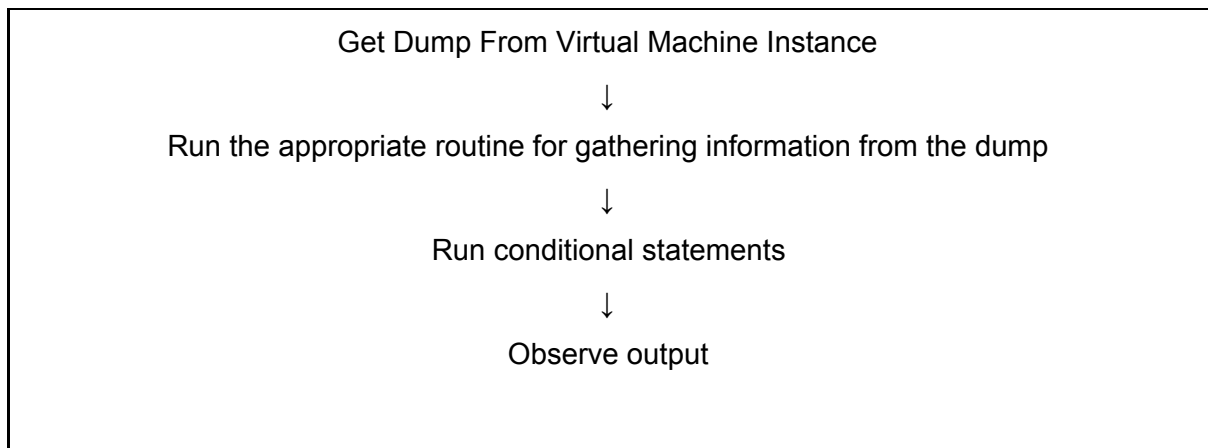 Get Dump From Virtual Machine Instance
↓
Run the appropriate routine for gathering information from the dump
↓
Run conditional statements
↓
Observe output